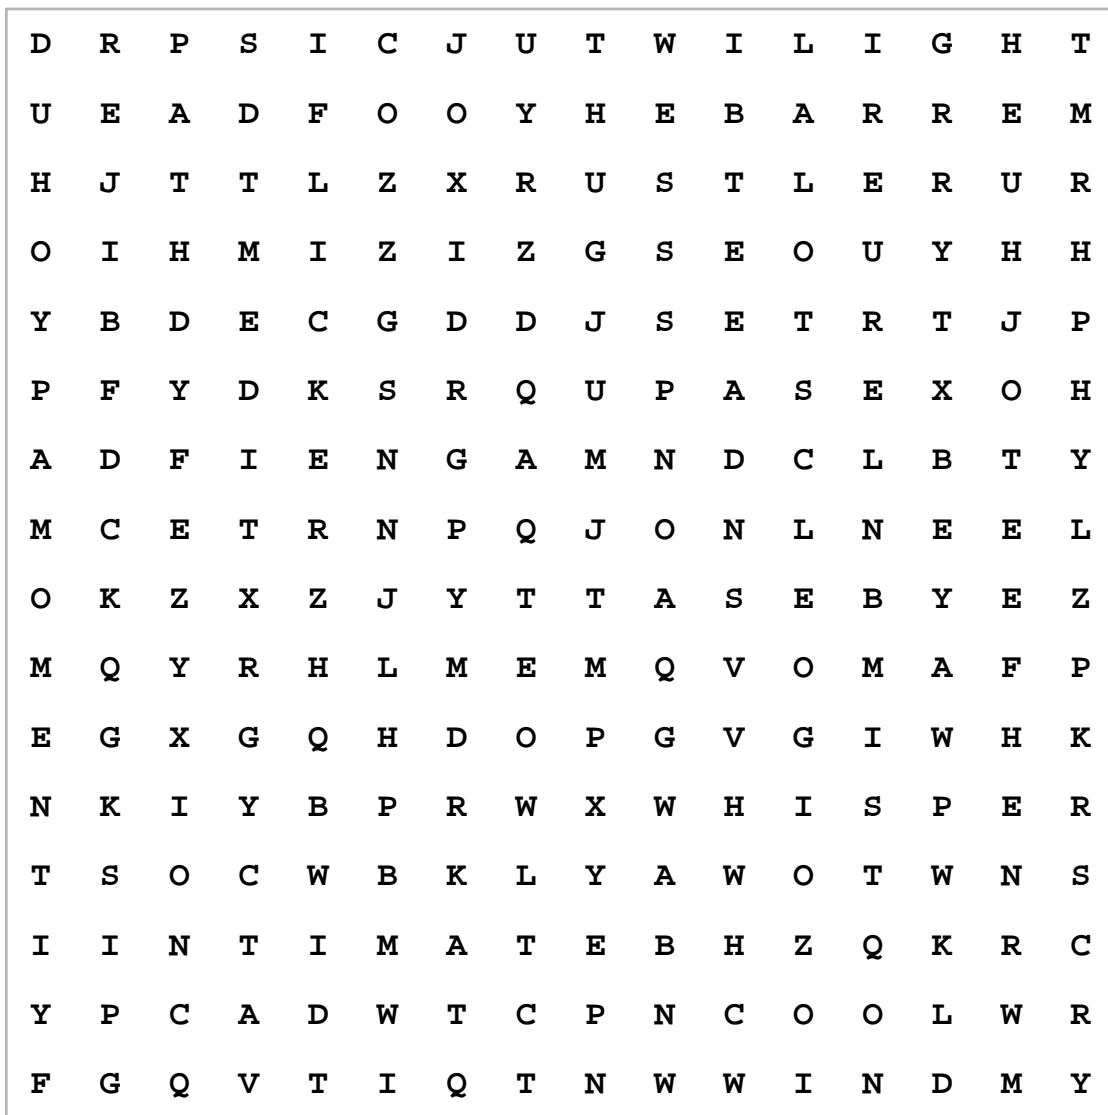 D R P S I C J U T W I L I G H T
U E A D F O O Y H E B A R R E M
H J T T L Z X R U S T L E R U R
O I H M I Z I Z G S E O U Y H H
Y B D E C G D D J S E T R T J P
P F Y D K S R Q U P A S E X O H
A D F I E N G A M N D C L B T Y
M C E T R N P Q J O N L N E E L
O K Z X Z J Y T T A S E B Y E Z
M Q Y R H L M E M Q V O M A F P
E G X G Q H D O P G V G I W H K
N K I Y B P R W X W H I S P E R
T S O C W B K L Y A W O T W N S
I I N T I M A T E B H Z Q K R C
Y P C A D W T C P N C O O L W R
F G Q V T I Q T N W W I N D M Y